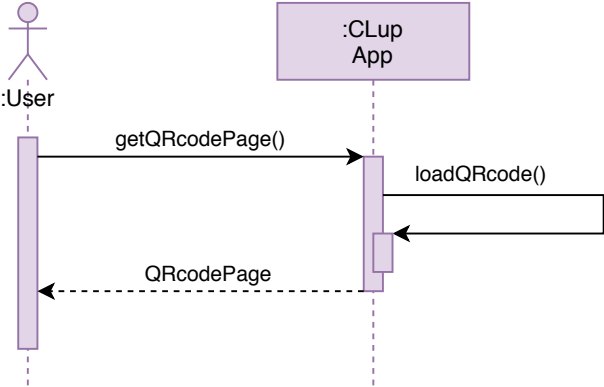 :CLup
App
:User
getQRcodePage()
loadQRcode()
QRcodePage